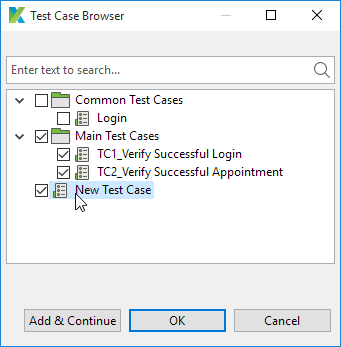 Test Case Browser
Enter text to search...
Common Test Cases
Login
Main Test Cases
TC1_Verify Successful Login
TC2_Verify Successful Appointment
New Test Case
Add & Continue
OK
Cancel